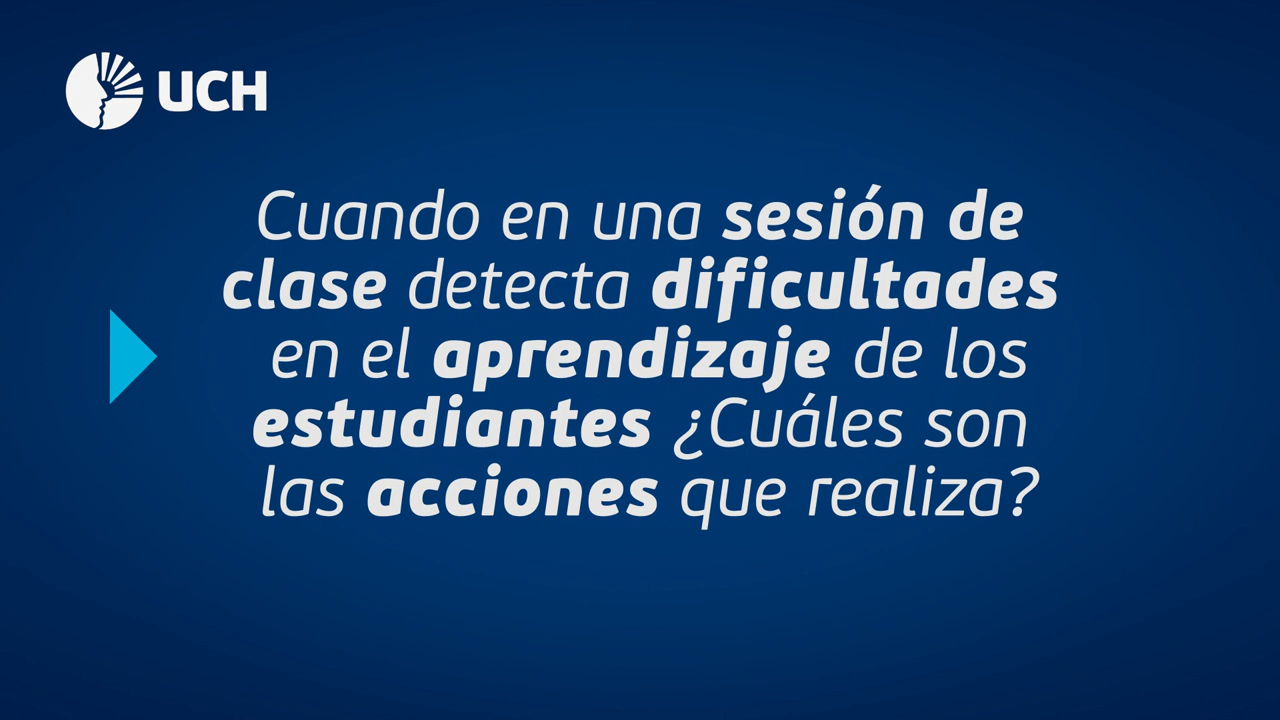 UCH
Cuando en una sesión de
clase detecta dificultades
en el aprendizaje de los
estudiantes ¿Cuáles son
las acciones que realiza?